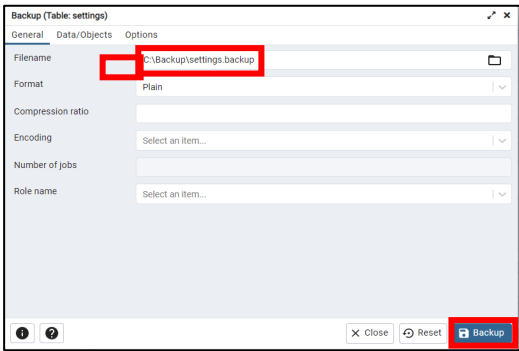 Backup (Table: settings)
General Data/Objects Options
Filename C:\Backup\settings.backup
Format Plain
Compression ratio
Encoding Select an item...
Number of jobs
Role name Select an item...
i ? Close Reset Backup